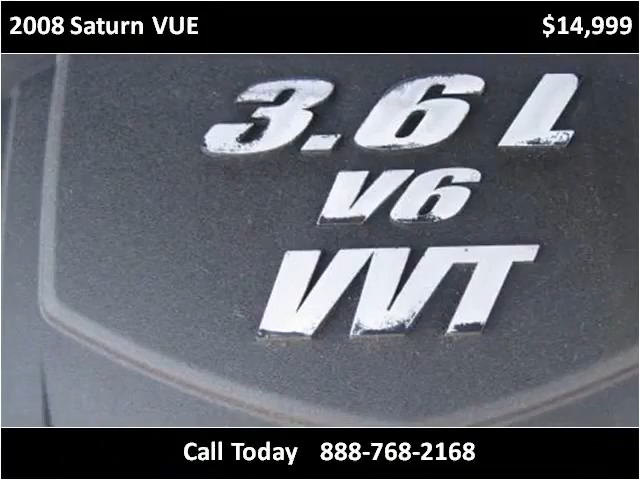 2008 Saturn VUE $14,999
3.6 L
V6
VVT
Call Today 888-768-2168